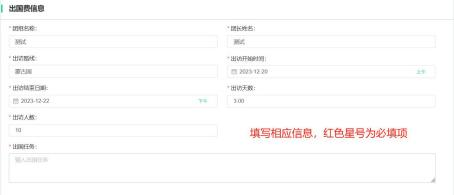 出国费信息
* 团组名称: * 团长姓名:
测试 测试
* 出访路线: * 出访开始时间:
蒙古国 2023-12-20 上午
* 出访结束日期: * 出访天数:
2023-12-22 下午 3.00
* 出访人数:
10
填写相应信息，红色星号为必填项
* 出国任务:
输入出国任务